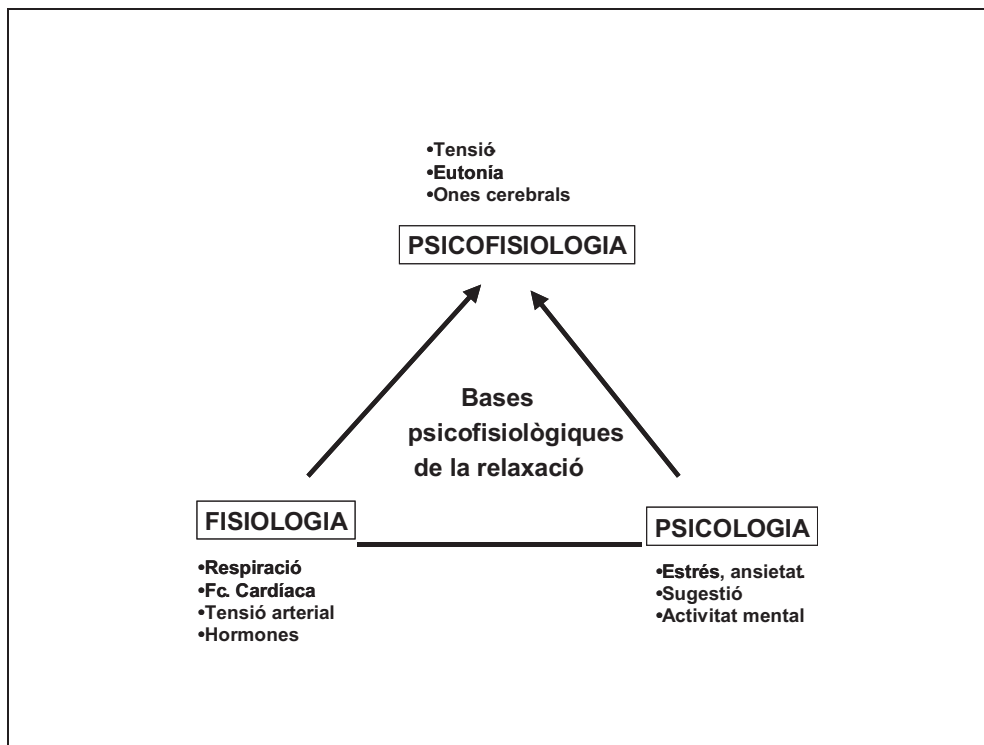 •Tensió
•Eutonía
•Ones cerebrals
PSICOFISIOLOGIA
Bases
psicofisiològiques
de la relaxació
FISIOLOGIA
•Respiració
•Fc. Cardíaca
•Tensió arterial
•Hormones
PSICOLOGIA
•Estrés, ansietat.
•Sugestió
•Activitat mental